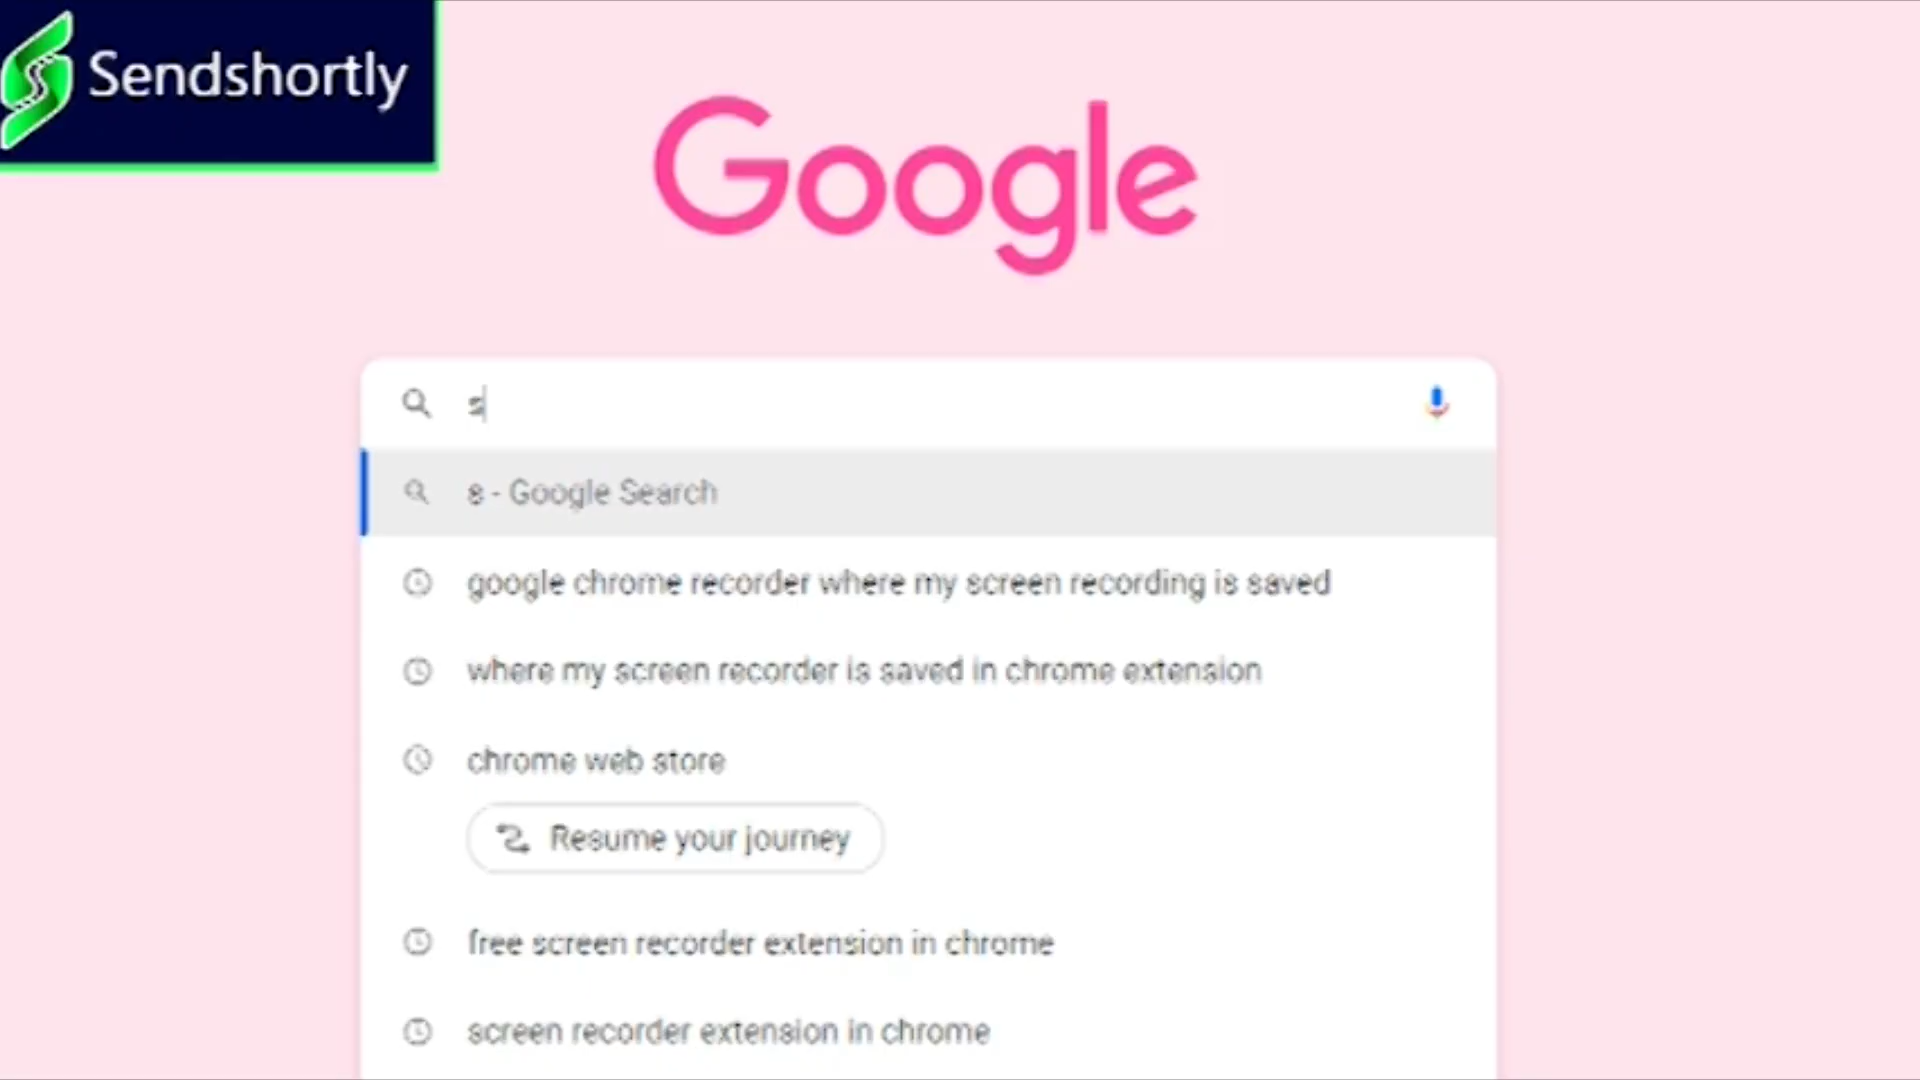 Sendshortly
Google
s
s - Google Search
google chrome recorder where my screen recording is saved
where my screen recorder is saved in chrome extension
chrome web store
Resume your journey
free screen recorder extension in chrome
screen recorder extension in chrome